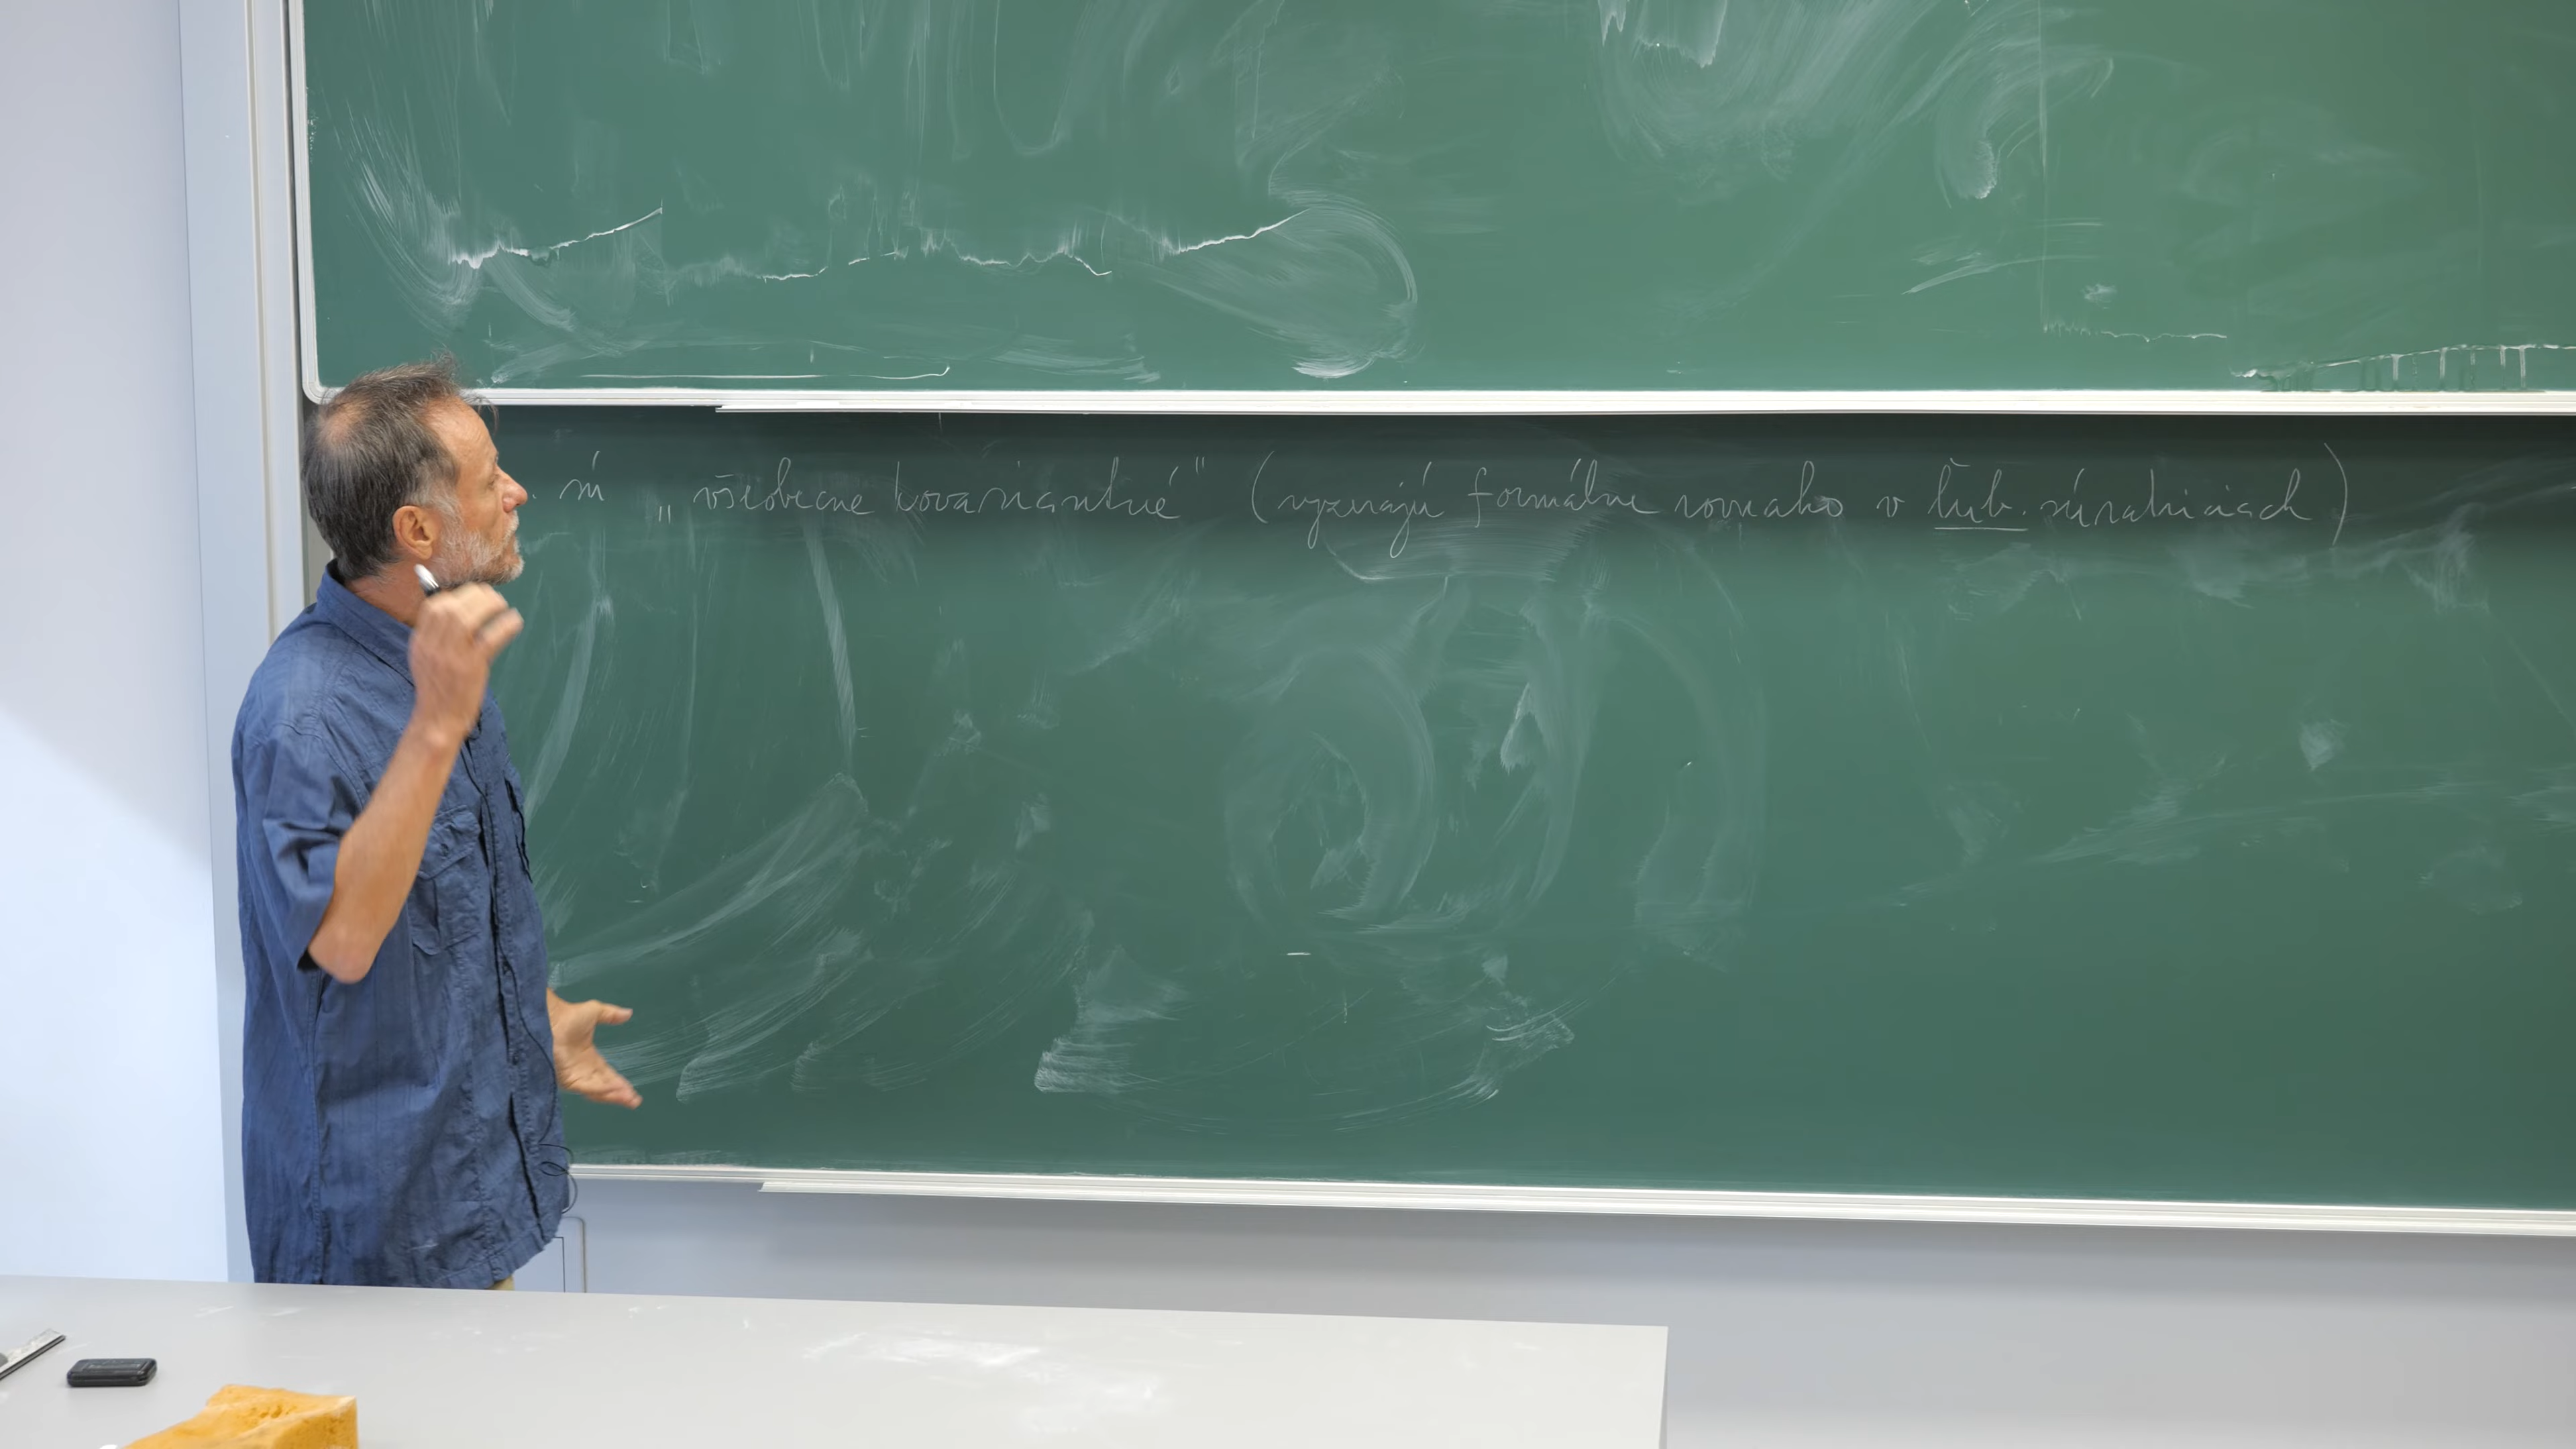 . sú „všeobecne kovariantné" (vyzerajú formálne rovnako v ľub. súradniciach)